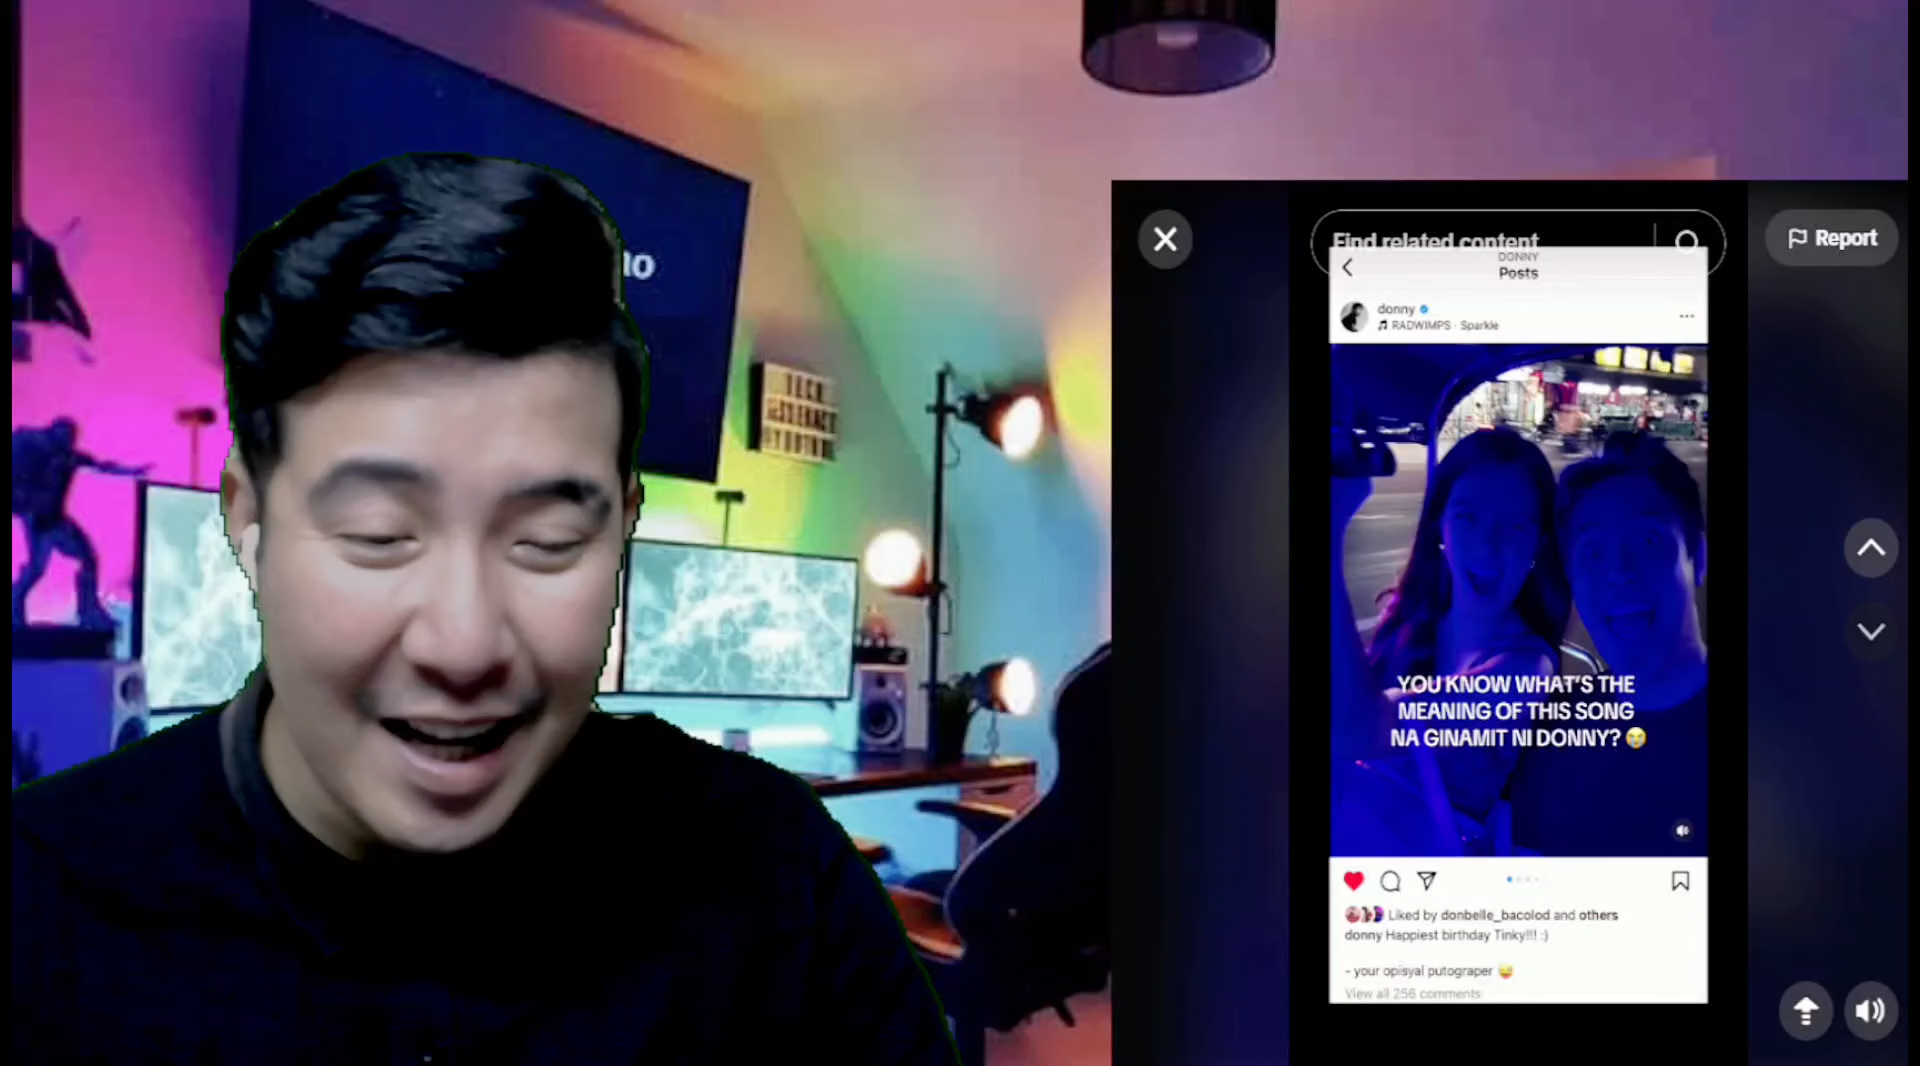 no
Find related content
Report
DONNY
Posts
donny
RADWIMPS · Sparkle
YOU KNOW WHAT'S THE
MEANING OF THIS SONG
NA GINAMIT NI DONNY? 😭
Liked by donbelle_bacolod and others
donny Happiest birthday Tinky!!! :)
- your opisyal putograper 😅
View all 256 comments